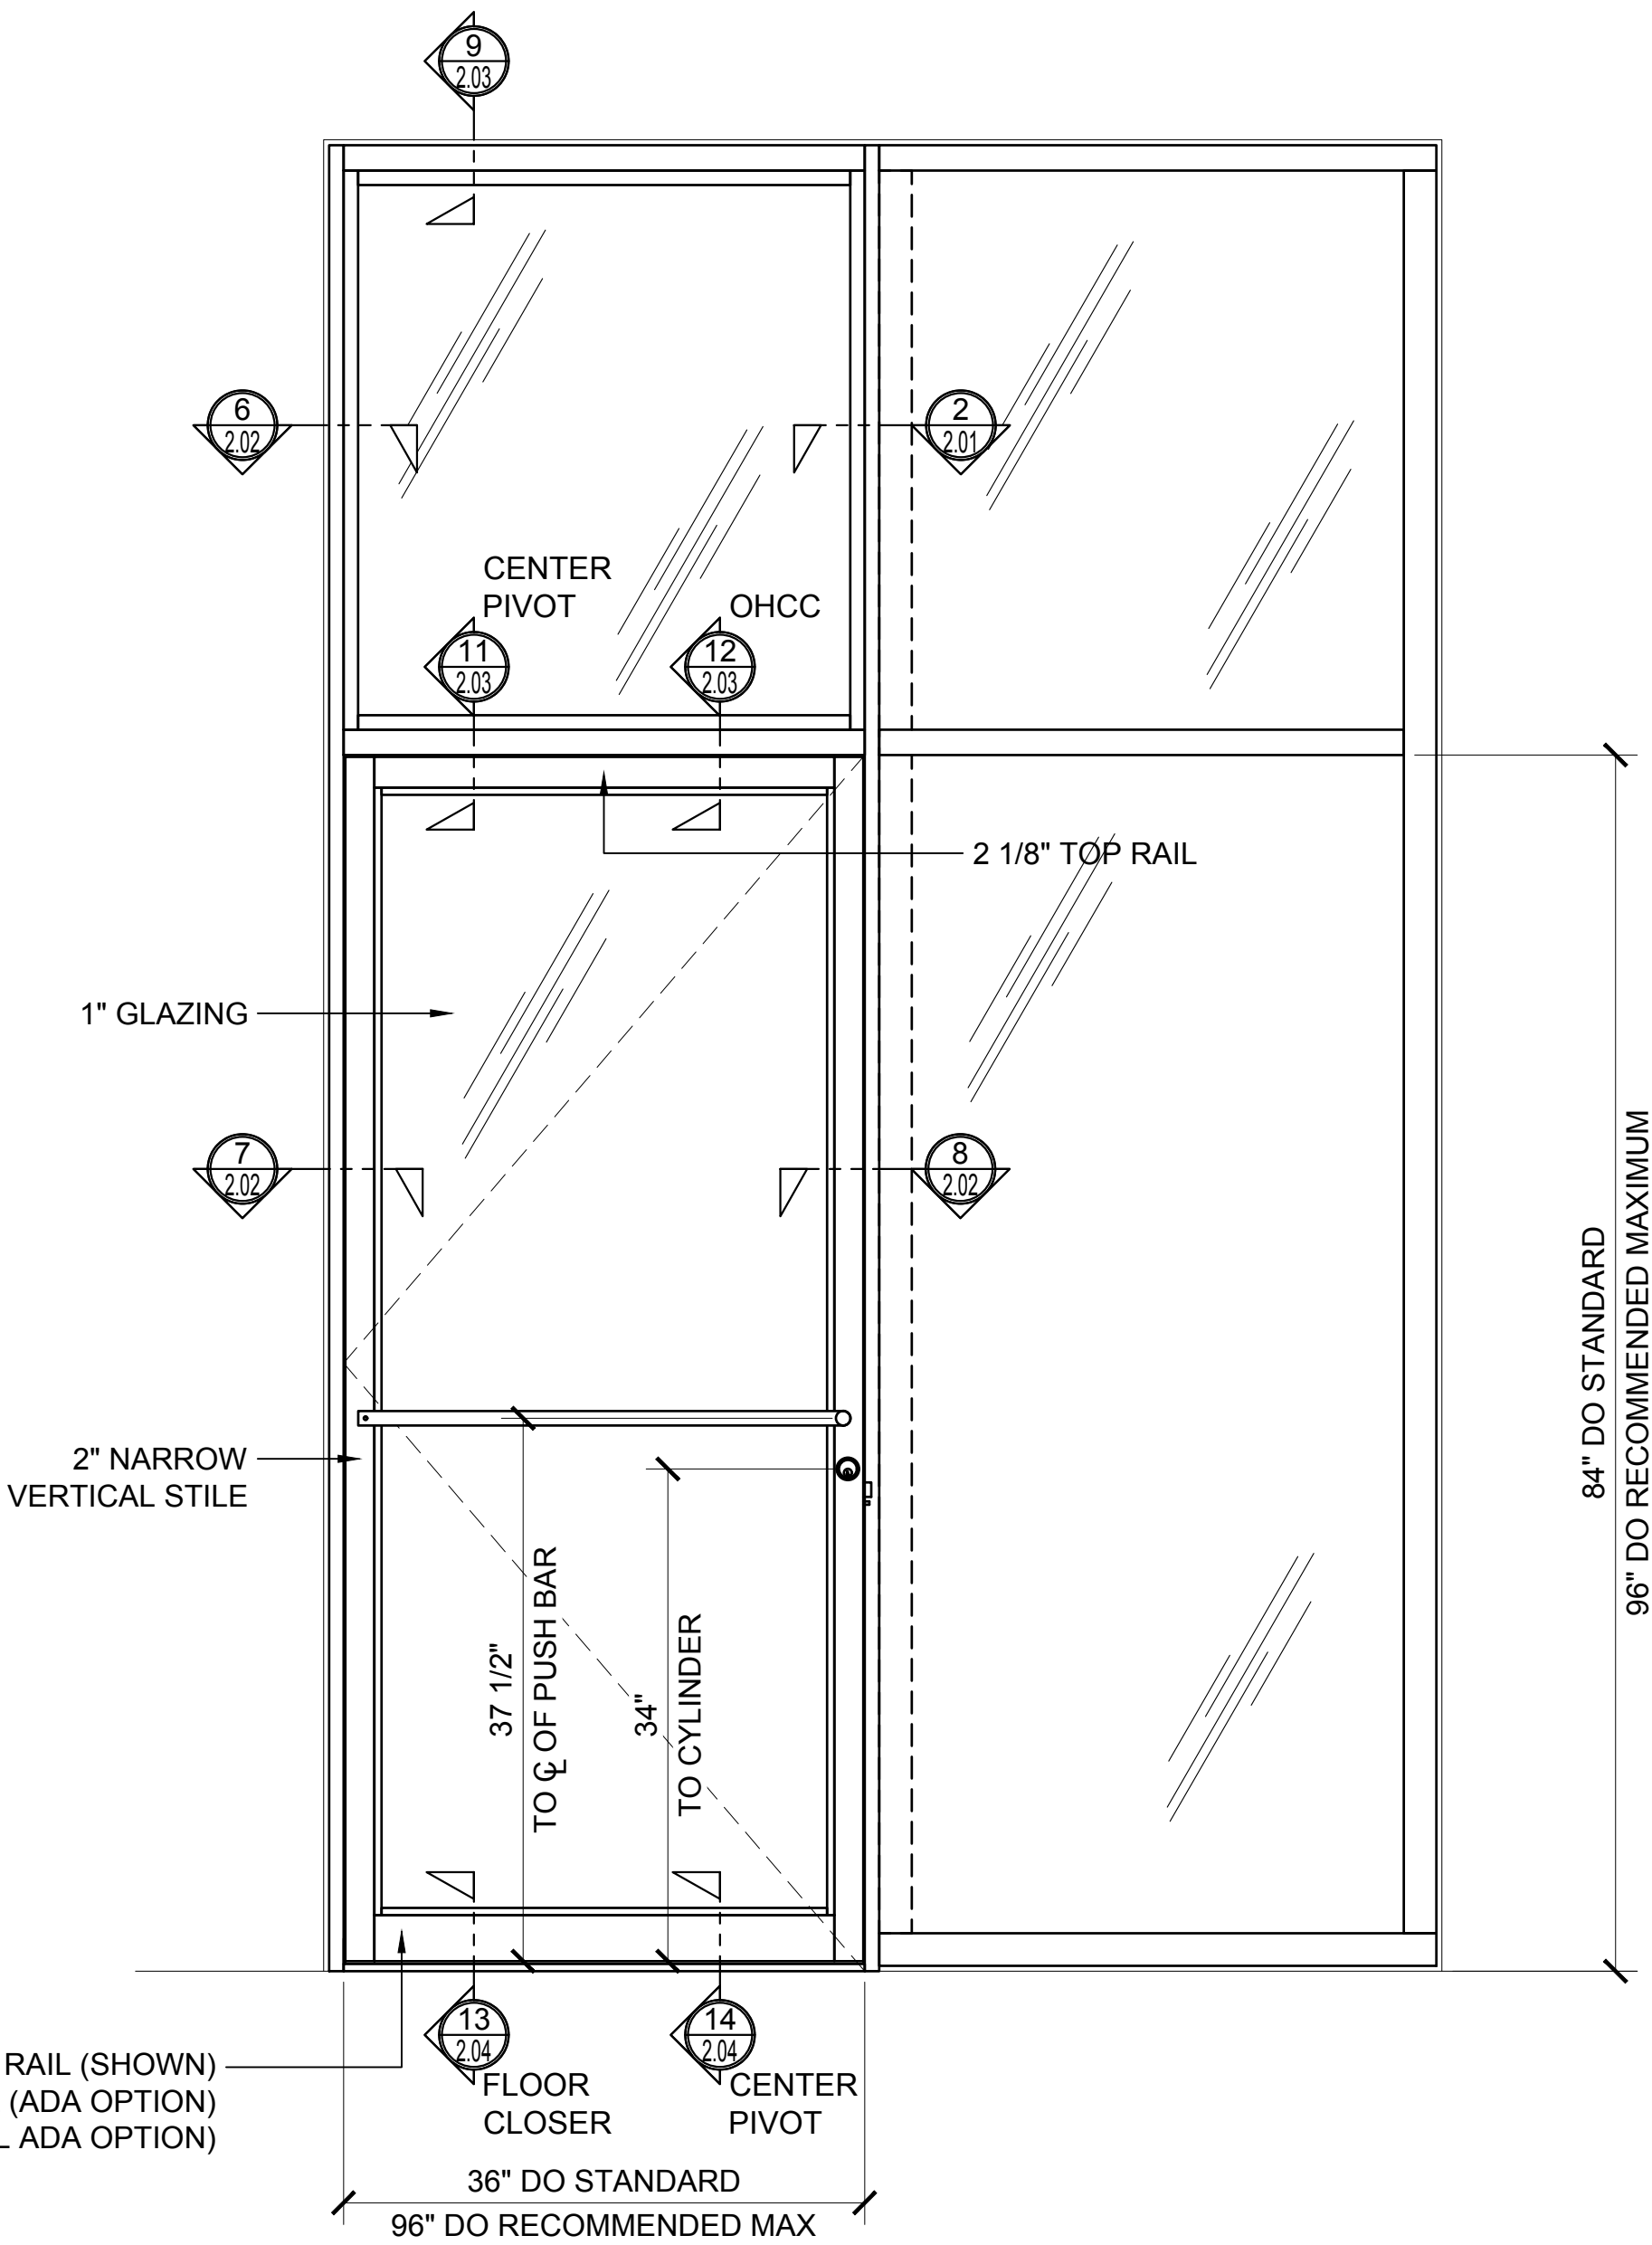 9
2.03
6
2.02
2
2.01
CENTER
PIVOT
OHCC
11
2.03
12
2.03
2 1/8" TOP RAIL
1" GLAZING
7
2.02
8
2.02
84" DO STANDARD
96" DO RECOMMENDED MAXIMUM
2" NARROW
VERTICAL STILE
37 1/2"
TO ℄ OF PUSH BAR
34"
TO CYLINDER
13
2.04
14
2.04
RAIL (SHOWN)
(ADA OPTION)
ADA OPTION)
FLOOR
CLOSER
CENTER
PIVOT
36" DO STANDARD
96" DO RECOMMENDED MAX